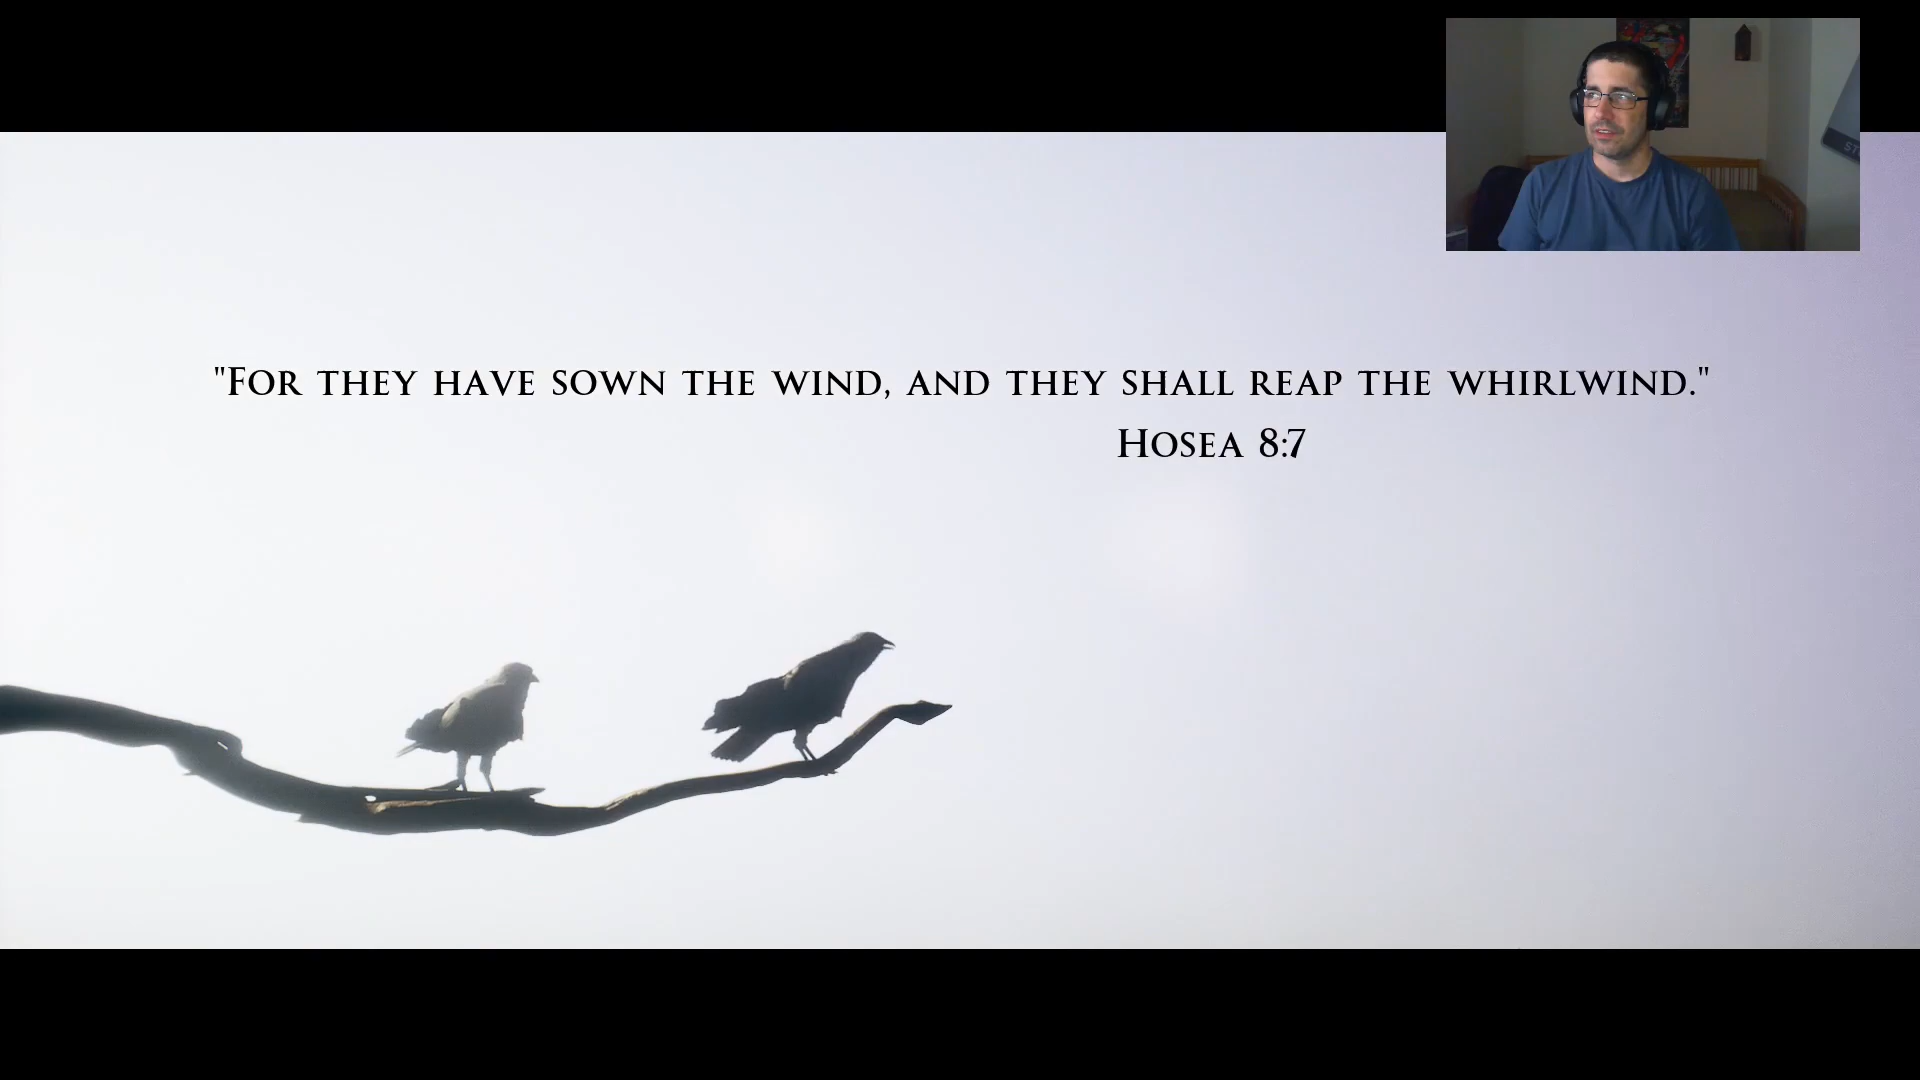 "For they have sown the wind, and they shall reap the whirlwind."
Hosea 8:7